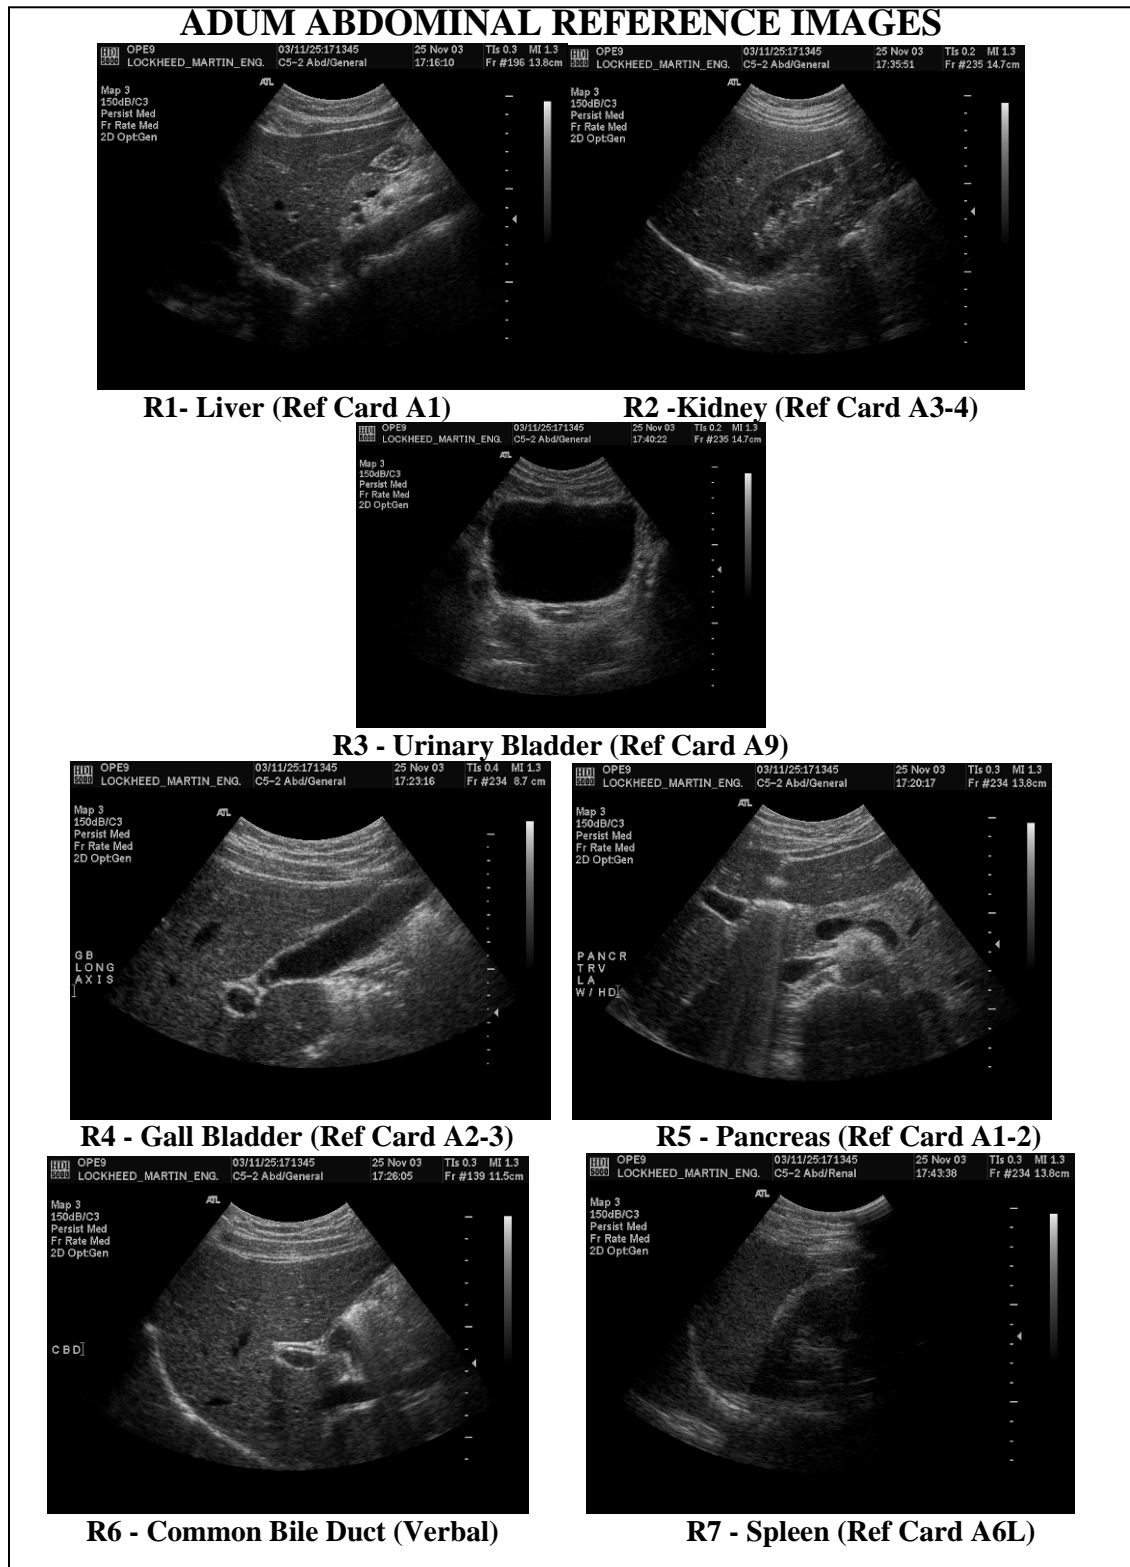 ADUM ABDOMINAL REFERENCE IMAGES
HDI 5000 OPE9 03/11/25:171345 25 Nov 03 TIs 0.3 MI 1.3
LOCKHEED_MARTIN_ENG. C5-2 Abd/General 17:16:10 Fr #196 13.8cm
ATL
Map 3
150dB/C3
Persist Med
Fr Rate Med
2D Opt:Gen
HDI 5000 OPE9 03/11/25:171345 25 Nov 03 TIs 0.2 MI 1.3
LOCKHEED_MARTIN_ENG. C5-2 Abd/General 17:35:51 Fr #235 14.7cm
ATL
Map 3
150dB/C3
Persist Med
Fr Rate Med
2D Opt:Gen
R1- Liver (Ref Card A1)
R2 -Kidney (Ref Card A3-4)
HDI 5000 OPE9 03/11/25:171345 25 Nov 03 TIs 0.2 MI 1.3
LOCKHEED_MARTIN_ENG. C5-2 Abd/General 17:40:22 Fr #235 14.7cm
ATL
Map 3
150dB/C3
Persist Med
Fr Rate Med
2D Opt:Gen
R3 - Urinary Bladder (Ref Card A9)
HDI 5000 OPE9 03/11/25:171345 25 Nov 03 TIs 0.4 MI 1.3
LOCKHEED_MARTIN_ENG. C5-2 Abd/General 17:23:16 Fr #234 8.7 cm
ATL
Map 3
150dB/C3
Persist Med
Fr Rate Med
2D Opt:Gen
GB
LONG
AXIS
HDI 5000 OPE9 03/11/25:171345 25 Nov 03 TIs 0.3 MI 1.3
LOCKHEED_MARTIN_ENG. C5-2 Abd/General 17:20:17 Fr #234 13.8cm
ATL
Map 3
150dB/C3
Persist Med
Fr Rate Med
2D Opt:Gen
PANCR
TRV
LA
W/HD
R4 - Gall Bladder (Ref Card A2-3)
R5 - Pancreas (Ref Card A1-2)
HDI 5000 OPE9 03/11/25:171345 25 Nov 03 TIs 0.3 MI 1.3
LOCKHEED_MARTIN_ENG. C5-2 Abd/General 17:26:05 Fr #139 11.5cm
ATL
Map 3
150dB/C3
Persist Med
Fr Rate Med
2D Opt:Gen
CBD
HDI 5000 OPE9 03/11/25:171345 25 Nov 03 TIs 0.3 MI 1.3
LOCKHEED_MARTIN_ENG. C5-2 Abd/Renal 17:43:38 Fr #234 13.8cm
ATL
Map 3
150dB/C3
Persist Med
Fr Rate Med
2D Opt:Gen
R6 - Common Bile Duct (Verbal)
R7 - Spleen (Ref Card A6L)